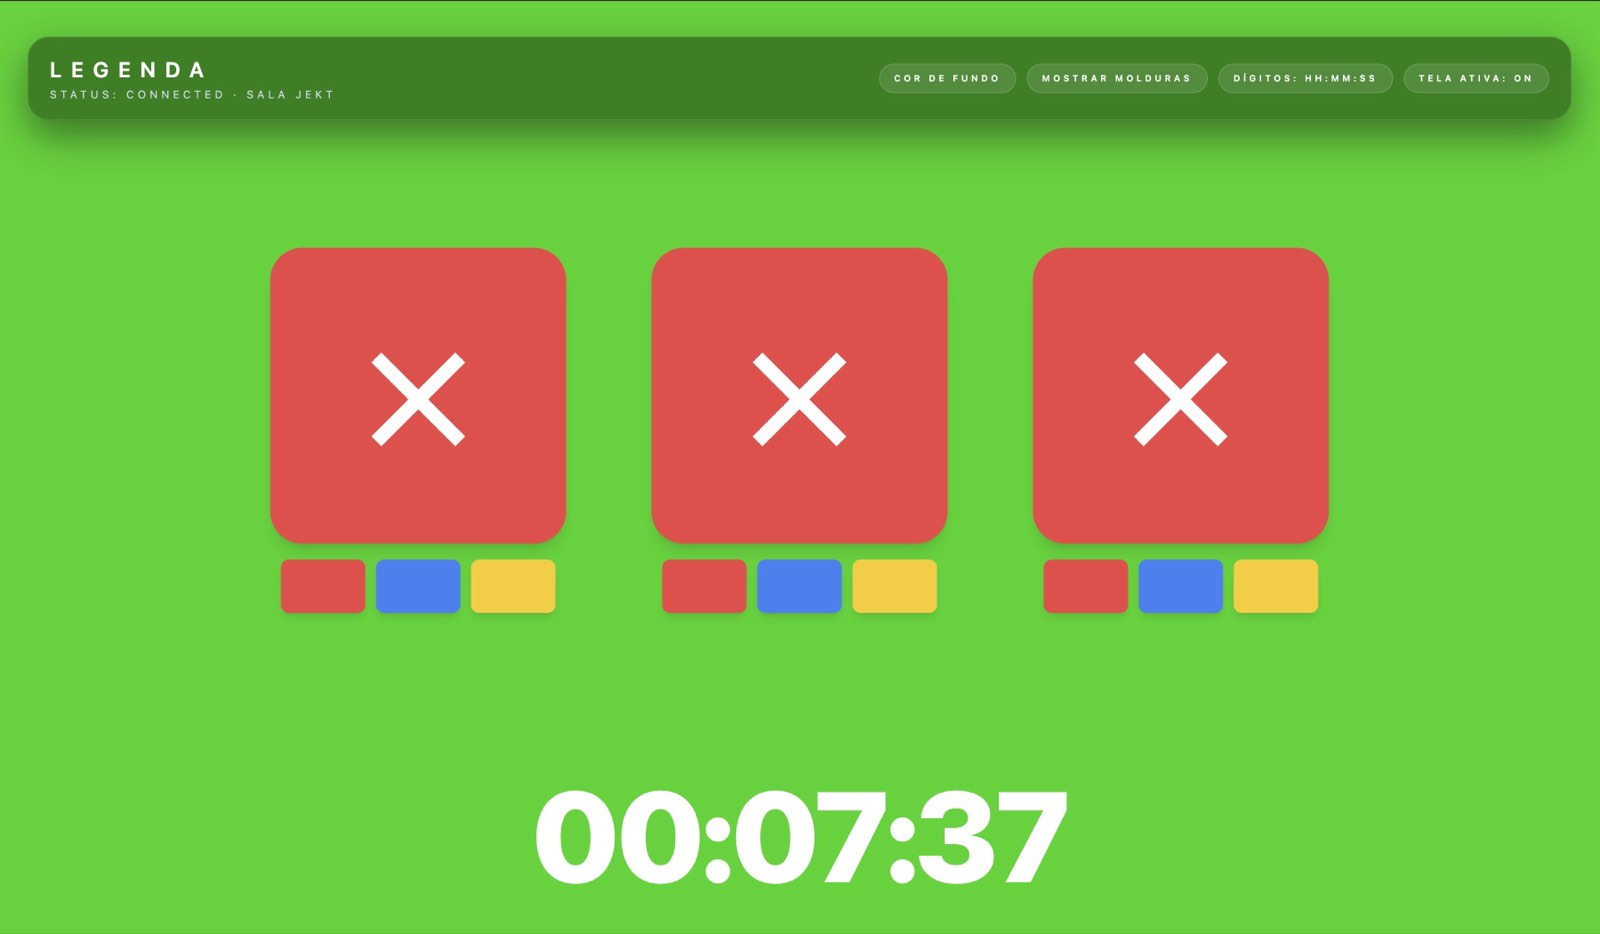 LEGENDA
STATUS: CONNECTED · SALA JEKT
COR DE FUNDO
MOSTRAR MOLDURAS
DÍGITOS: HH:MM:SS
TELA ATIVA: ON
00:07:37